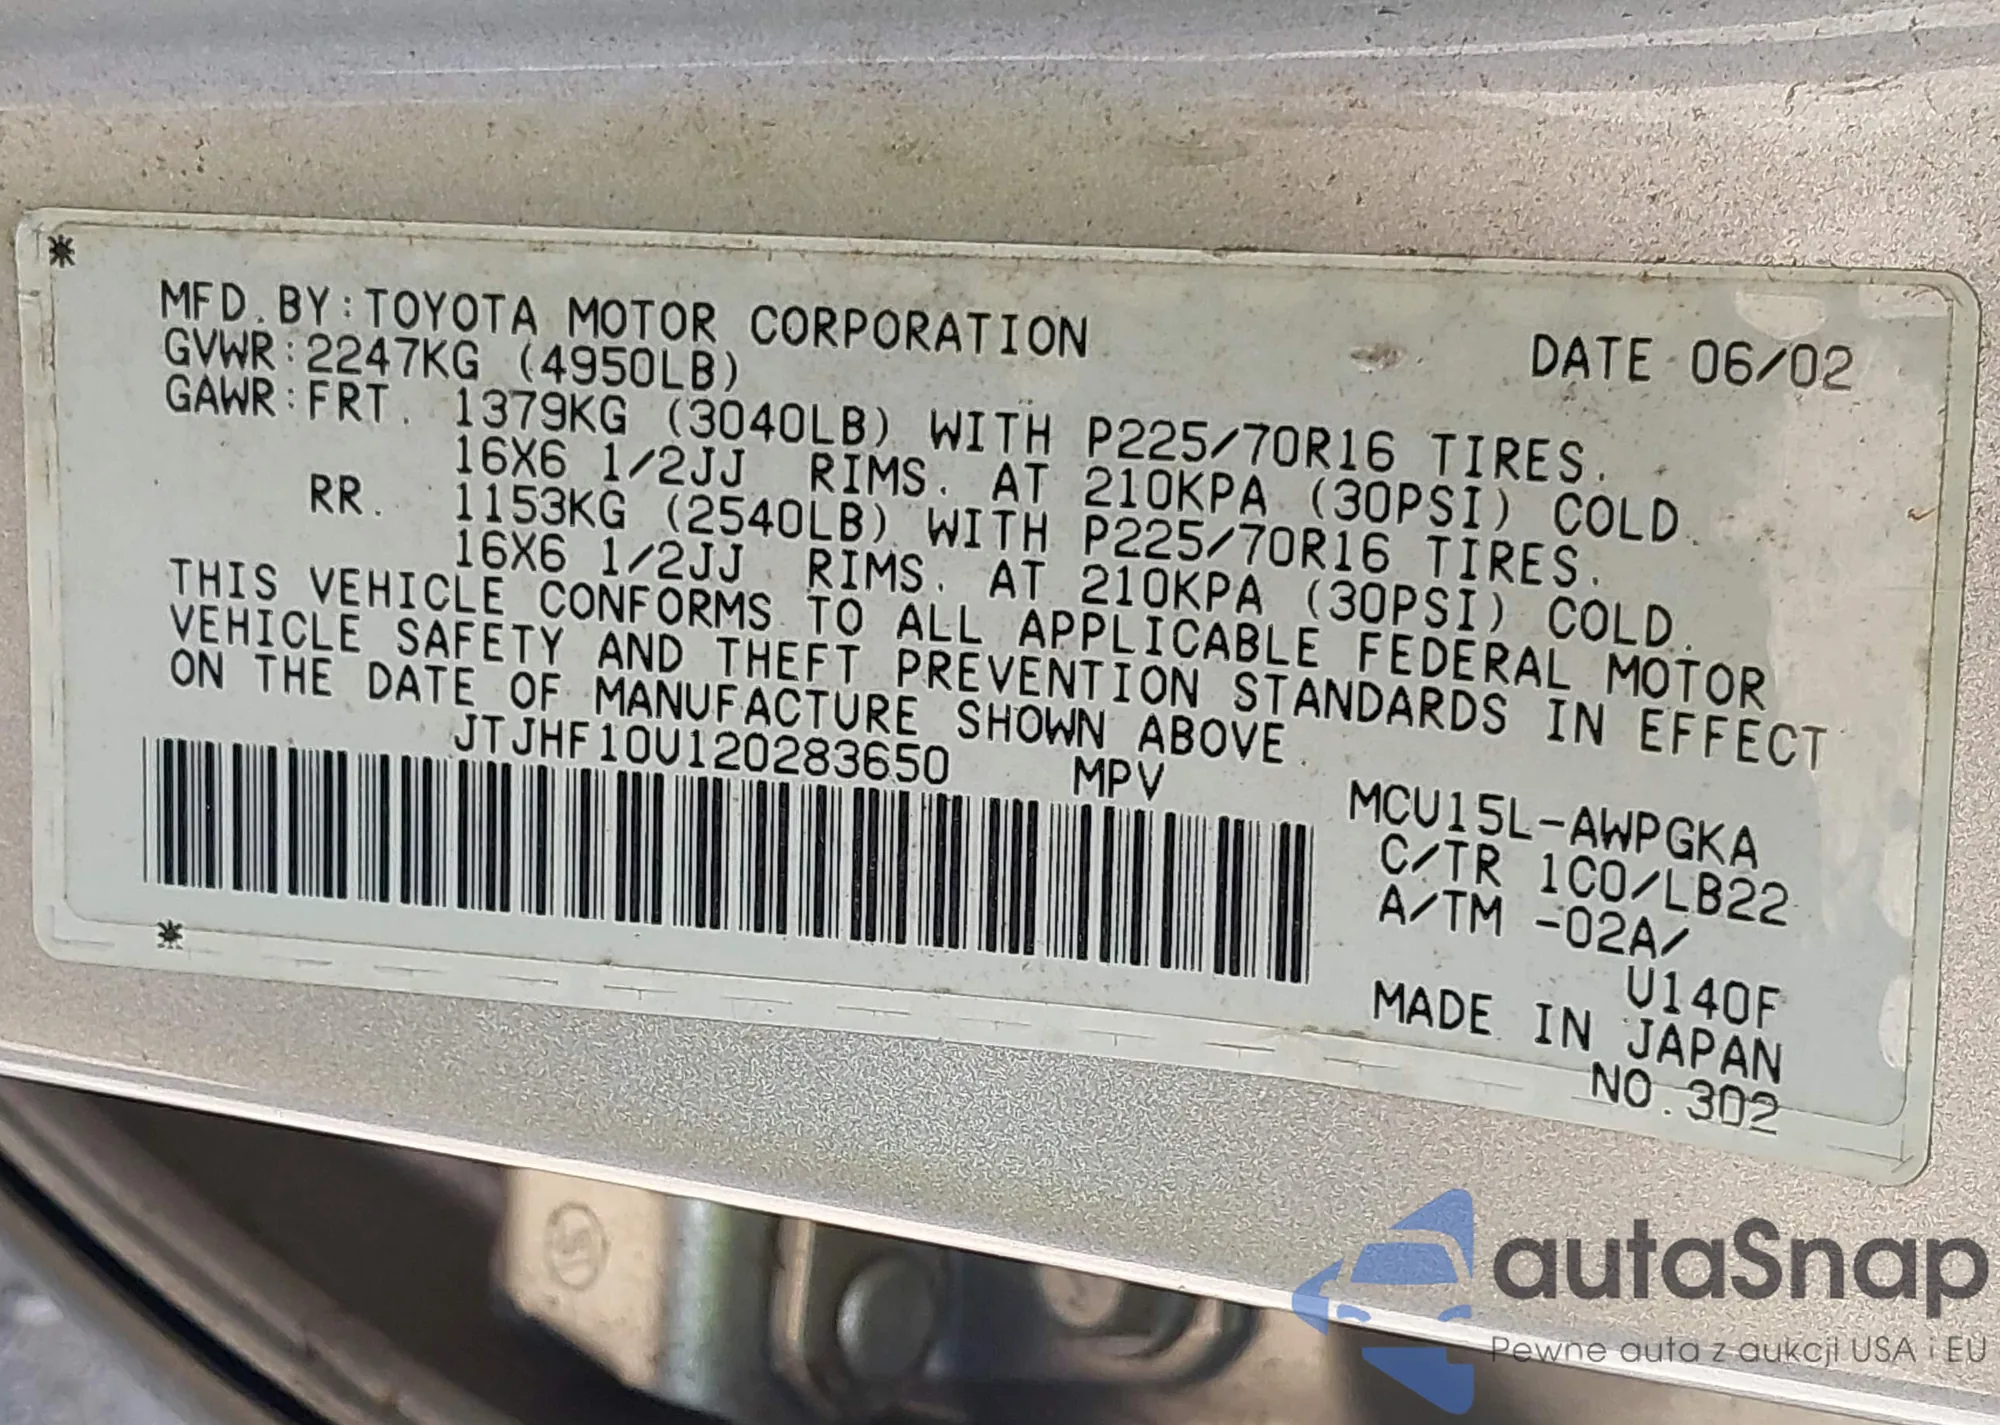 *
MFD.BY:TOYOTA MOTOR CORPORATION DATE 06/02
GVWR:2247KG (4950LB)
GAWR:FRT. 1379KG (3040LB) WITH P225/70R16 TIRES.
16X6 1/2JJ RIMS. AT 210KPA (30PSI) COLD.
RR. 1153KG (2540LB) WITH P225/70R16 TIRES.
16X6 1/2JJ RIMS. AT 210KPA (30PSI) COLD.
THIS VEHICLE CONFORMS TO ALL APPLICABLE FEDERAL MOTOR
VEHICLE SAFETY AND THEFT PREVENTION STANDARDS IN EFFECT
ON THE DATE OF MANUFACTURE SHOWN ABOVE.
JTJHF10U120283650 MPV
MCU15L-AWPGKA
C/TR 1C0/LB22
A/TM -02A/
U140F
MADE IN JAPAN
NO.302
*
autaSnap
Pewne auta z aukcji USA i EU